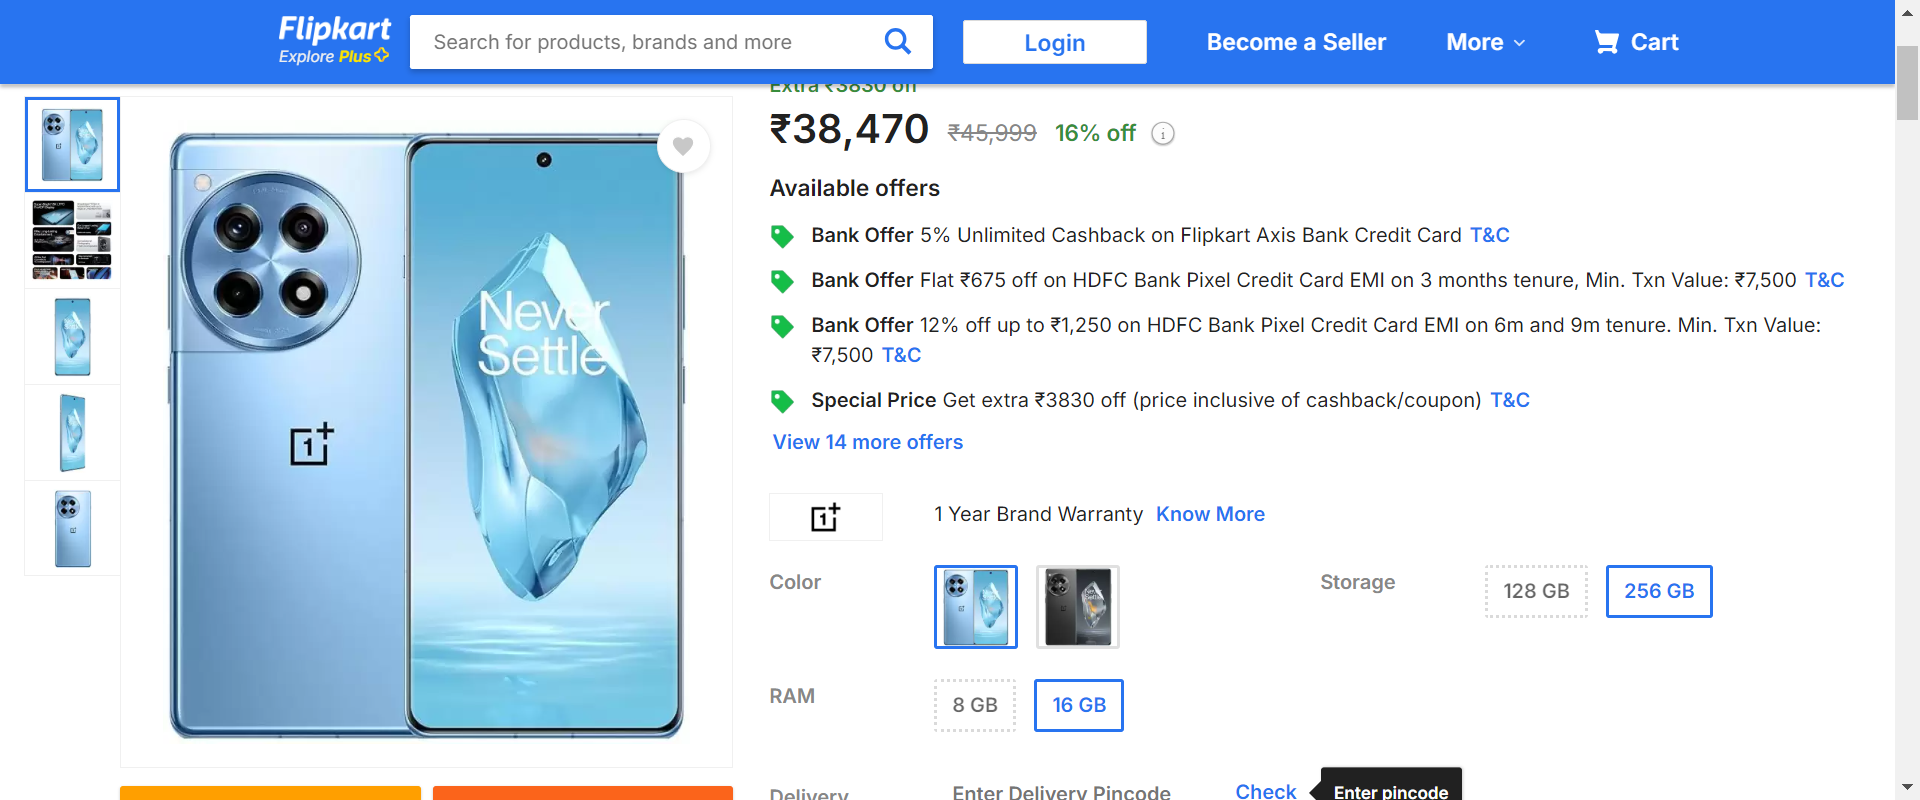 Flipkart
Explore Plus
Search for products, brands and more
Login
Become a Seller
More
Cart
Extra ₹3830 off
₹38,470 ₹45,999 16% off
Available offers
Bank Offer 5% Unlimited Cashback on Flipkart Axis Bank Credit Card T&C
Bank Offer Flat ₹675 off on HDFC Bank Pixel Credit Card EMI on 3 months tenure, Min. Txn Value: ₹7,500 T&C
Bank Offer 12% off up to ₹1,250 on HDFC Bank Pixel Credit Card EMI on 6m and 9m tenure. Min. Txn Value:
₹7,500 T&C
Special Price Get extra ₹3830 off (price inclusive of cashback/coupon) T&C
View 14 more offers
Never
Settle
1+
1+
1 Year Brand Warranty Know More
Color
Storage
128 GB
256 GB
RAM
8 GB
16 GB
Delivery
Enter Delivery Pincode
Check
Enter pincode